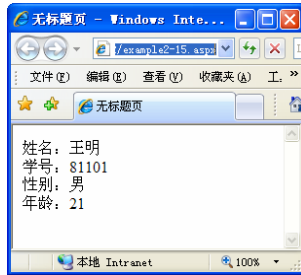 无标题页 - Windows Inte...
/example2-15.aspx
文件(F) 编辑(E) 查看(V) 收藏夹(A) 工: »
无标题页
姓名：王明
学号：81101
性别：男
年龄：21
本地 Intranet 100%